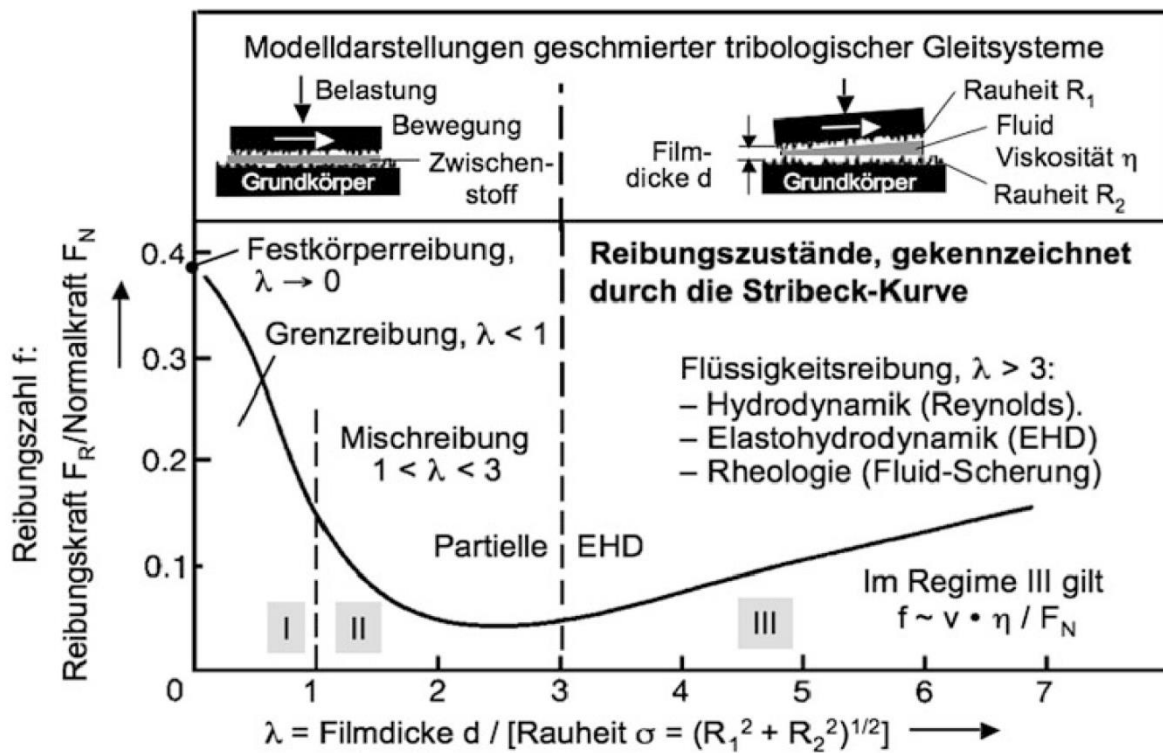 Modelldarstellungen geschmierter tribologischer Gleitsysteme
Belastung
Bewegung
Zwischen-
stoff
Grundkörper
Film-
dicke d
Rauheit R₁
Fluid
Viskosität η
Rauheit R₂
Grundkörper
Reibungszahl f:
Reibungskraft F_R/Normalkraft F_N
0.4
0.3
0.2
0.1
Festkörperreibung,
λ → 0
Grenzreibung, λ < 1
Mischreibung
1 < λ < 3
Partielle EHD
Reibungszustände, gekennzeichnet
durch die Stribeck-Kurve
Flüssigkeitsreibung, λ > 3:
– Hydrodynamik (Reynolds).
– Elastohydrodynamik (EHD)
– Rheologie (Fluid-Scherung)
Im Regime III gilt
f ~ v • η / F_N
I II III
0 1 2 3 4 5 6 7
λ = Filmdicke d / [Rauheit σ = (R₁² + R₂²)^1/2]